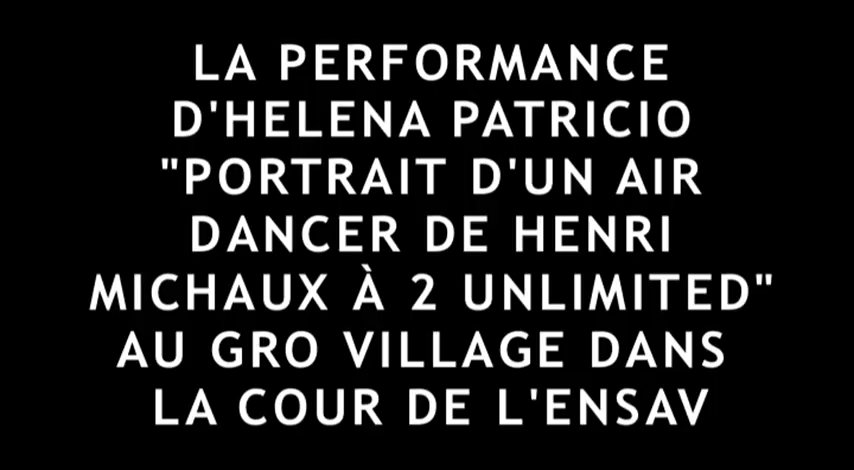 LA PERFORMANCE
D'HELENA PATRICIO
"PORTRAIT D'UN AIR
DANCER DE HENRI
MICHAUX À 2 UNLIMITED"
AU GRO VILLAGE DANS
LA COUR DE L'ENSAV